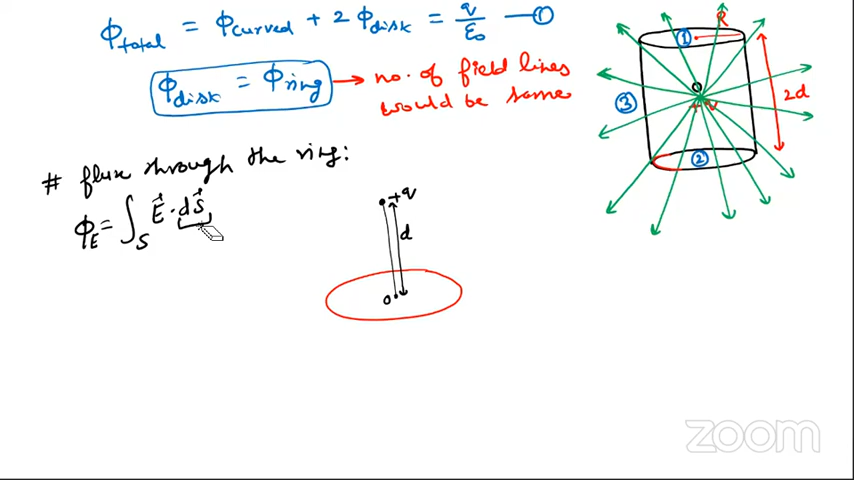 ϕtotal = ϕcurved + 2 ϕdisk = q/ε0 —①
ϕdisk = ϕring → no. of field lines
would be same
# flux through the ring:
ϕE = ∫S E⃗ · dS⃗
+q
d
O
R
①
O
+q
③
2d
②
zoom